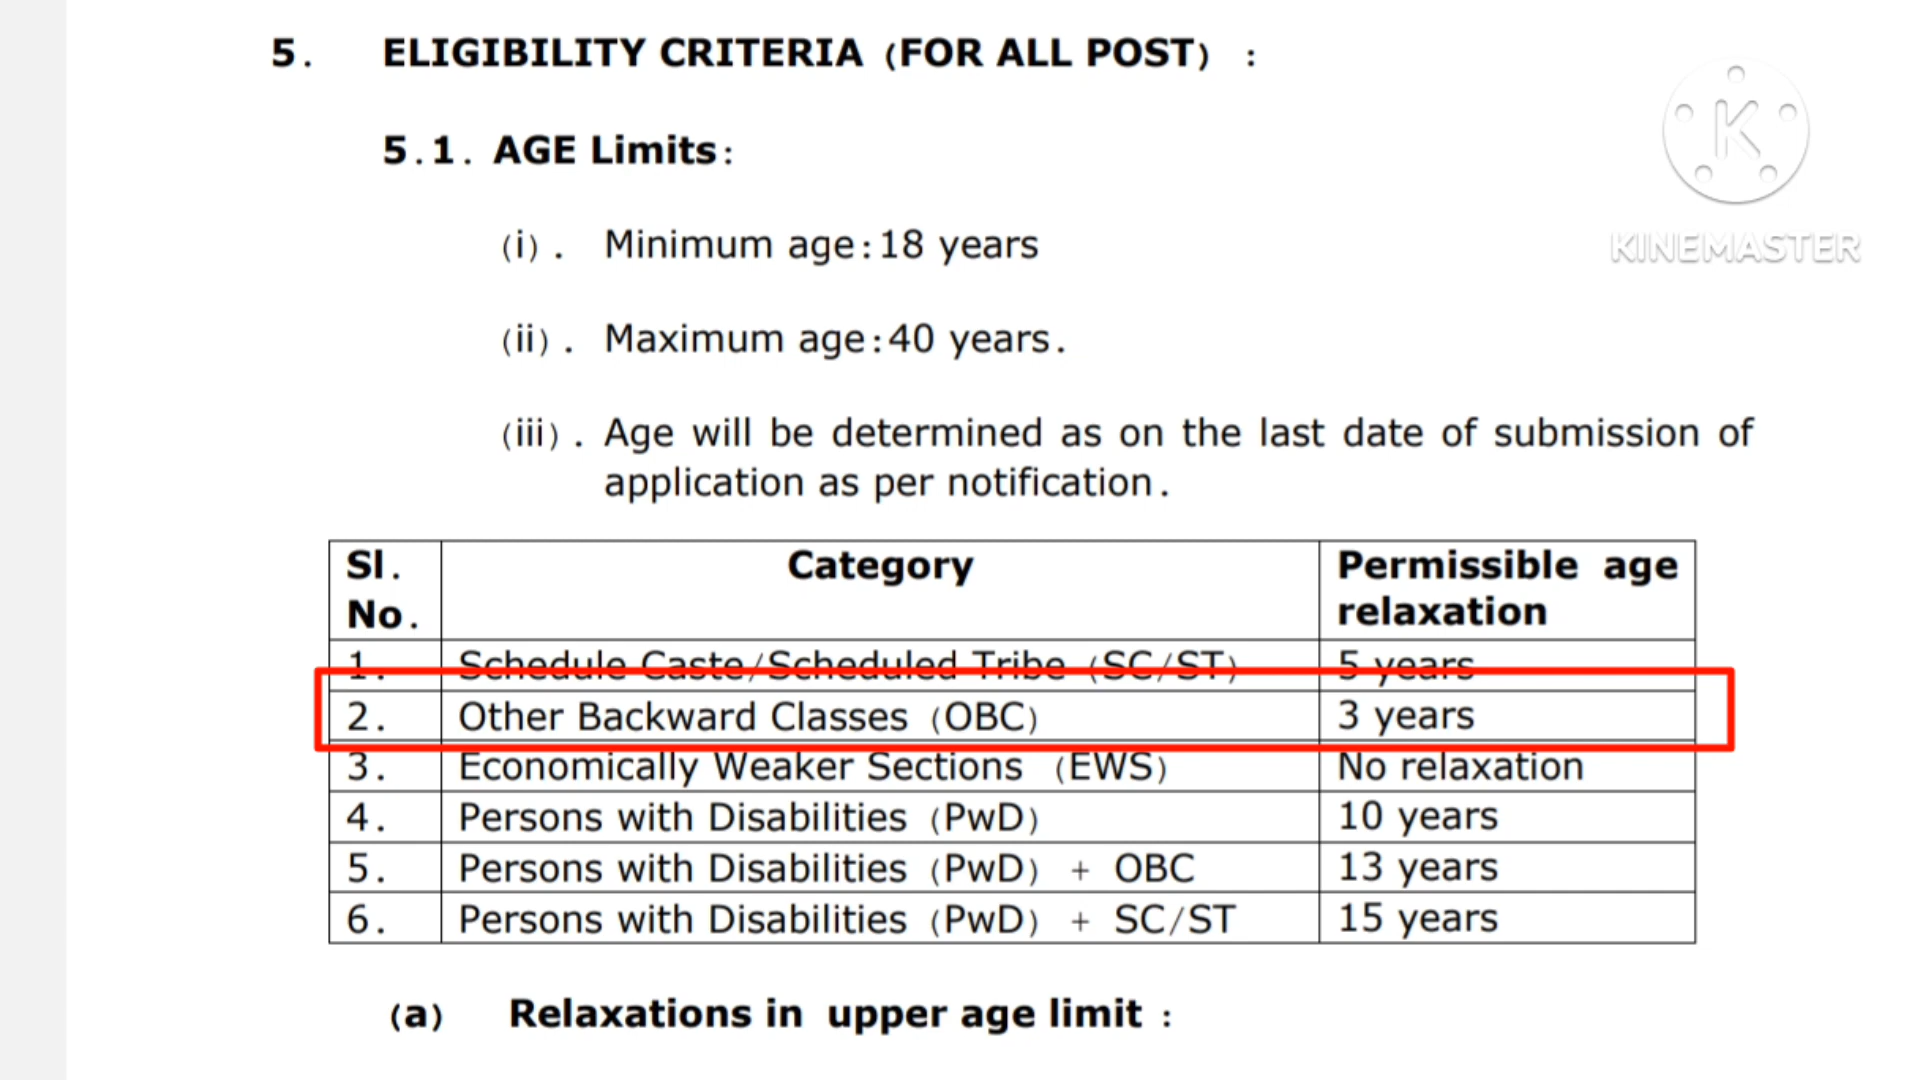 5. ELIGIBILITY CRITERIA (FOR ALL POST) :
KINEMASTER
5.1. AGE Limits:
(i). Minimum age:18 years
(ii). Maximum age:40 years.
(iii). Age will be determined as on the last date of submission of
application as per notification.
Sl. No. Category Permissible age relaxation
1. Schedule Caste/Scheduled Tribe (SC/ST) 5 years
2. Other Backward Classes (OBC) 3 years
3. Economically Weaker Sections (EWS) No relaxation
4. Persons with Disabilities (PwD) 10 years
5. Persons with Disabilities (PwD) + OBC 13 years
6. Persons with Disabilities (PwD) + SC/ST 15 years
(a) Relaxations in upper age limit :